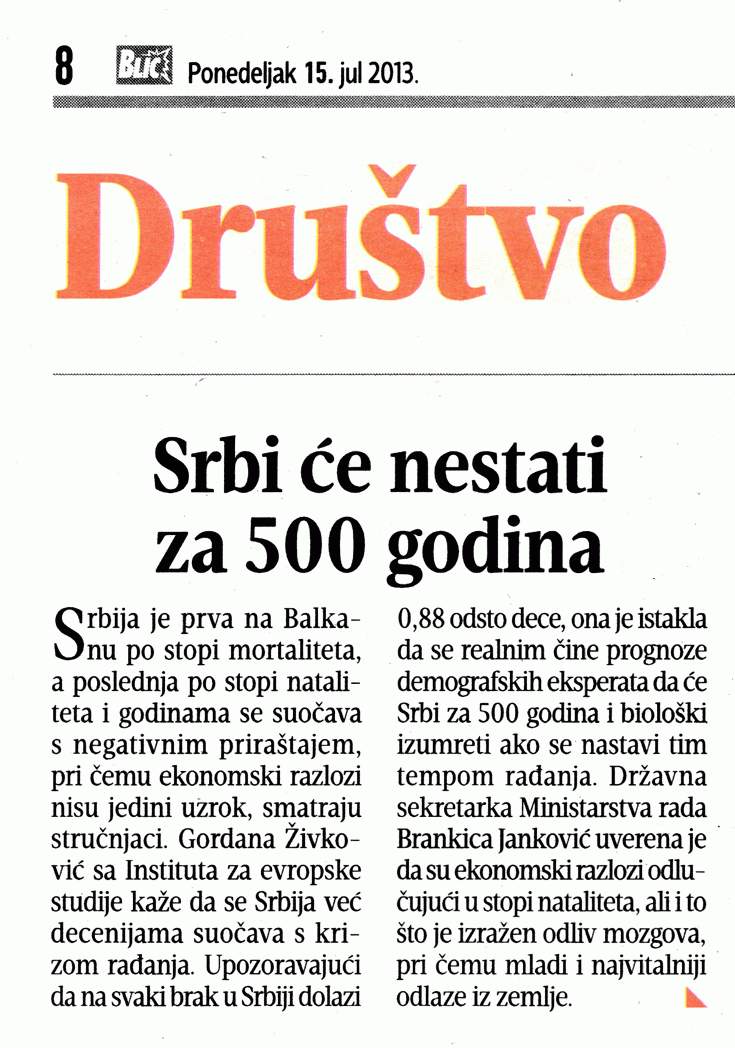 8 BLIC Ponedeljak 15. jul 2013.
Društvo
Srbi će nestati
za 500 godina
Srbija je prva na Balka-
nu po stopi mortaliteta,
a poslednja po stopi natali-
teta i godinama se suočava
s negativnim priraštajem,
pri čemu ekonomski razlozi
nisu jedini uzrok, smatraju
stručnjaci. Gordana Živko-
vić sa Instituta za evropske
studije kaže da se Srbija već
decenijama suočava s kri-
zom rađanja. Upozoravajući
da na svaki brak u Srbiji dolazi
0,88 odsto dece, ona je istakla
da se realnim čine prognoze
demografskih eksperata da će
Srbi za 500 godina i biološki
izumreti ako se nastavi tim
tempom rađanja. Državna
sekretarka Ministarstva rada
Brankica Janković uverena je
da su ekonomski razlozi odlu-
čujući u stopi nataliteta, ali i to
što je izražen odliv mozgova,
pri čemu mladi i najvitalniji
odlaze iz zemlje.